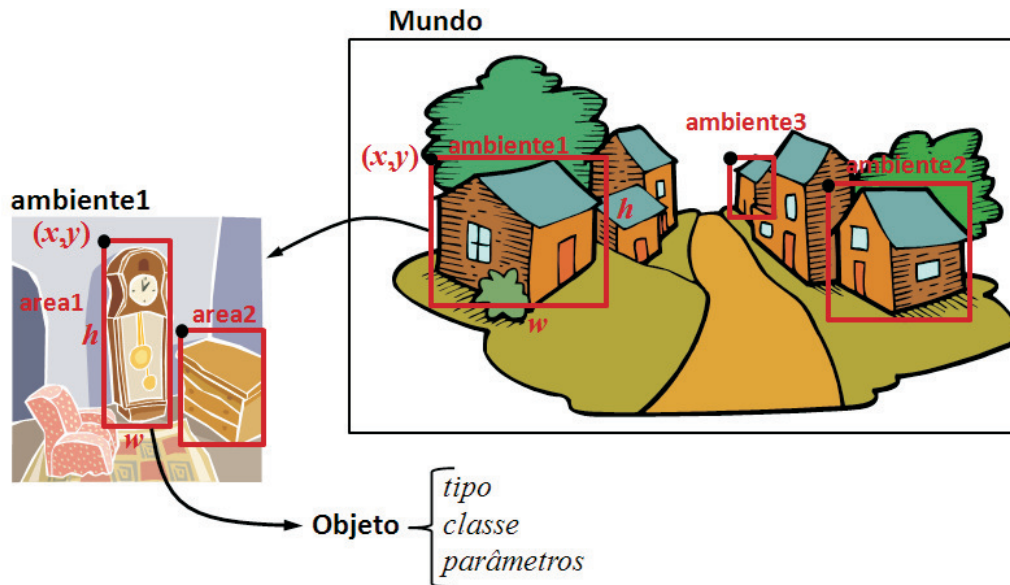 Mundo
ambiente3
(x,y)
ambiente1
ambiente2
h
w
ambiente1
(x,y)
area1
h
area2
w
Objeto
tipo
classe
parâmetros